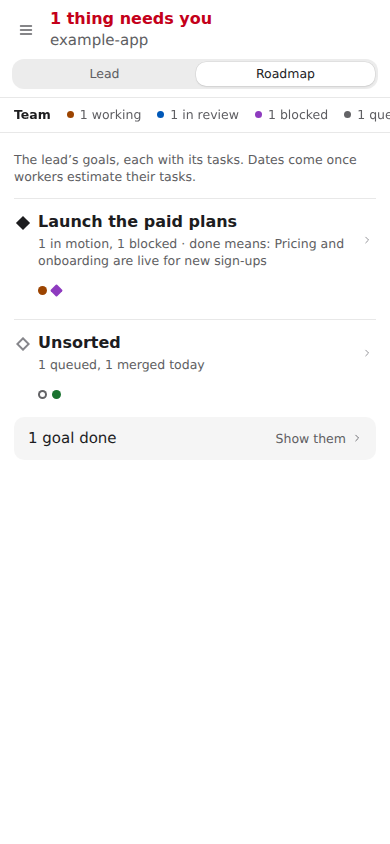 1 thing needs you
example-app
Lead
Roadmap
Team 1 working 1 in review 1 blocked 1 que
The lead’s goals, each with its tasks. Dates come once
workers estimate their tasks.
Launch the paid plans
1 in motion, 1 blocked · done means: Pricing and
onboarding are live for new sign-ups
Unsorted
1 queued, 1 merged today
1 goal done
Show them